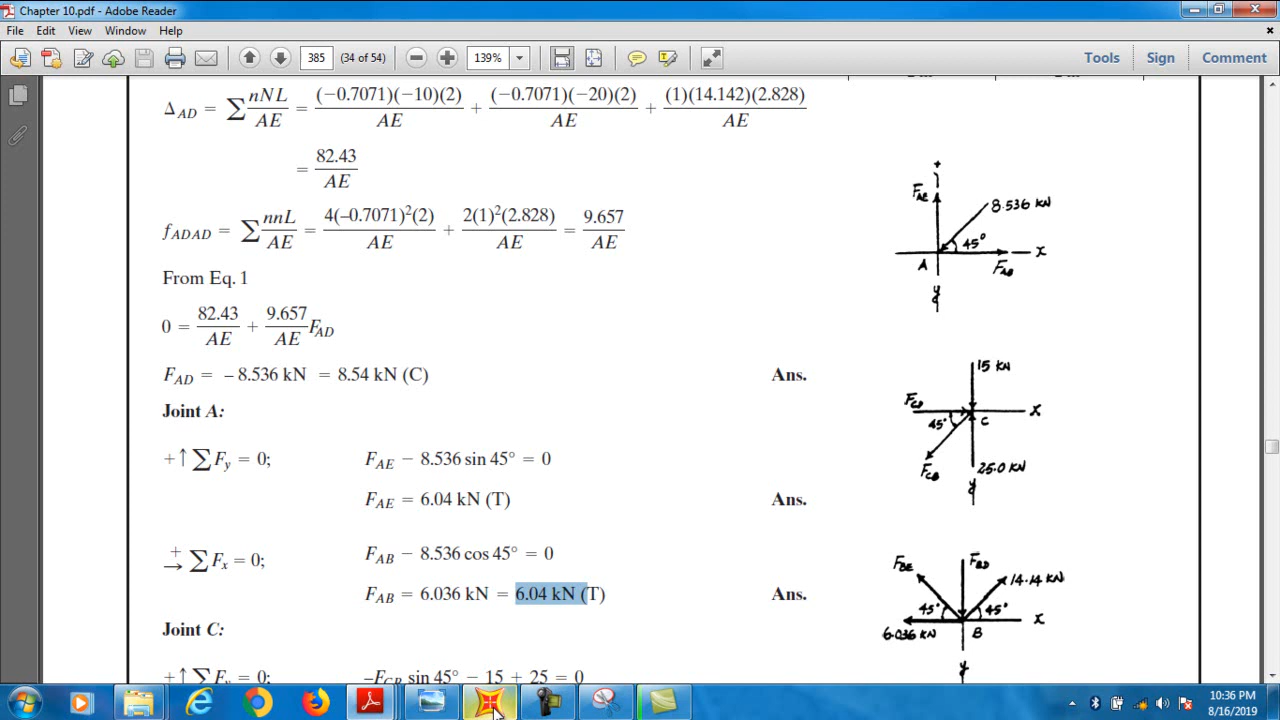 Chapter 10.pdf - Adobe Reader
File Edit View Window Help
385 (34 of 54) 139% Tools Sign Comment
Δ_AD = ∑ nNL/AE = (−0.7071)(−10)(2)/AE + (−0.7071)(−20)(2)/AE + (1)(14.142)(2.828)/AE
= 82.43/AE
f_ADAD = ∑ nnL/AE = 4(−0.7071)²(2)/AE + 2(1)²(2.828)/AE = 9.657/AE
From Eq. 1
0 = 82.43/AE + 9.657/AE F_AD
F_AD = – 8.536 kN = 8.54 kN (C) Ans.
Joint A:
+↑ ∑ F_y = 0; F_AE − 8.536 sin 45° = 0
F_AE = 6.04 kN (T) Ans.
+→ ∑ F_x = 0; F_AB − 8.536 cos 45° = 0
F_AB = 6.036 kN = 6.04 kN (T) Ans.
Joint C:
+↑ ∑ F_y = 0; –F_CB sin 45° − 15 + 25 = 0
F_AE
8.536 kN
45°
x
A
F_AB
y
15 kN
F_CD
x
45°
C
F_CB
25.0 kN
y
F_BE
F_BD
14.14 kN
45°
45°
x
6.036 kN
B
y
10:36 PM
8/16/2019